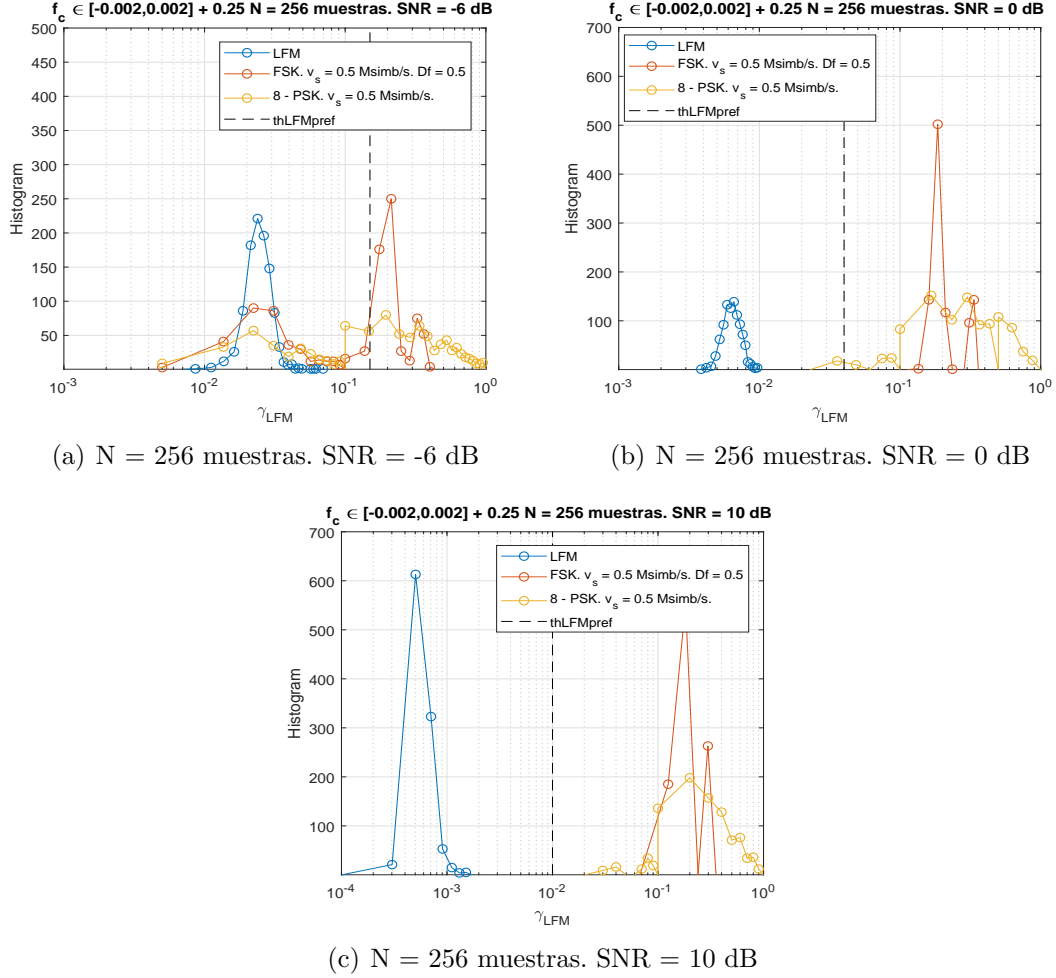 f_c ∈ [-0.002,0.002] + 0.25 N = 256 muestras. SNR = -6 dB
500
450
400
350
300
250
200
150
100
50
Histogram
LFM
FSK. v_s = 0.5 Msimb/s. Df = 0.5
8 - PSK. v_s = 0.5 Msimb/s.
thLFMpref
10^-3
10^-2
10^-1
10^0
γ_LFM
(a) N = 256 muestras. SNR = -6 dB
f_c ∈ [-0.002,0.002] + 0.25 N = 256 muestras. SNR = 0 dB
700
600
500
400
300
200
100
Histogram
LFM
FSK. v_s = 0.5 Msimb/s. Df = 0.5
8 - PSK. v_s = 0.5 Msimb/s.
thLFMpref
10^-3
10^-2
10^-1
10^0
γ_LFM
(b) N = 256 muestras. SNR = 0 dB
f_c ∈ [-0.002,0.002] + 0.25 N = 256 muestras. SNR = 10 dB
700
600
500
400
300
200
100
Histogram
LFM
FSK. v_s = 0.5 Msimb/s. Df = 0.5
8 - PSK. v_s = 0.5 Msimb/s.
thLFMpref
10^-4
10^-3
10^-2
10^-1
10^0
γ_LFM
(c) N = 256 muestras. SNR = 10 dB